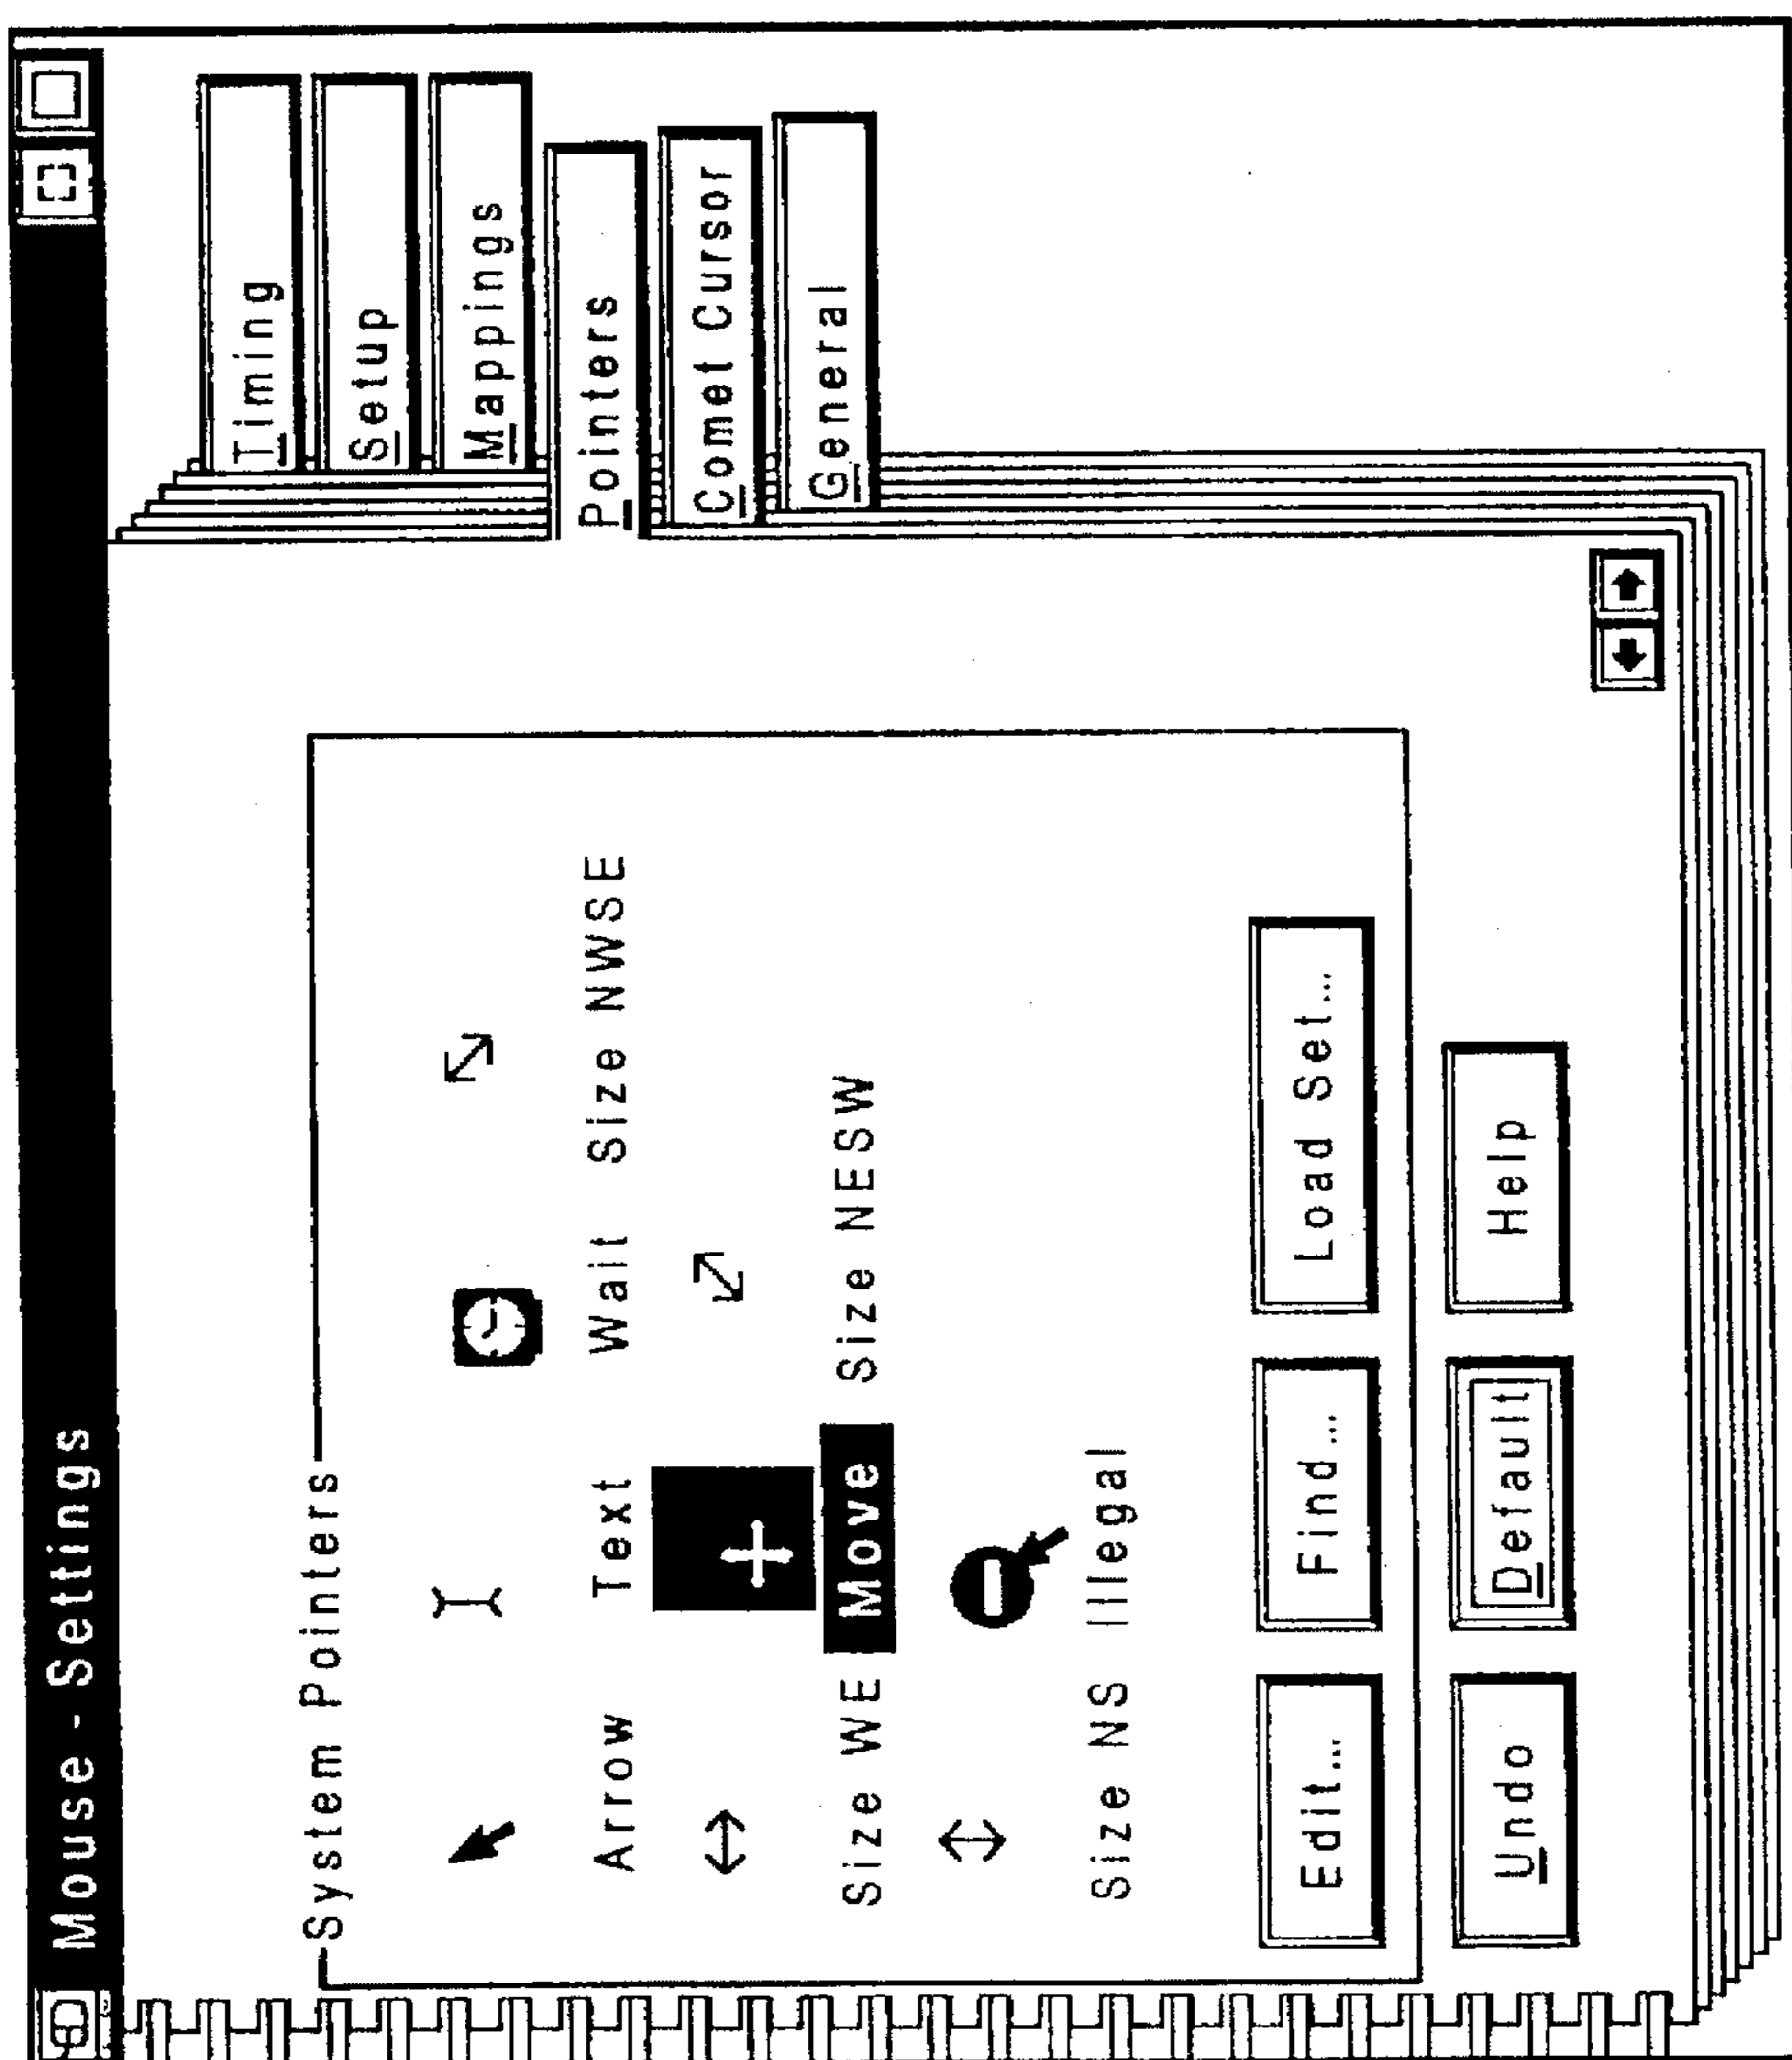 Mouse - Settings
System Pointers
Arrow Text Wait Size NWSE
Size WE Move Size NESW
Size NS Illegal
Edit... Find... Load Set...
Undo Default Help
Timing
Setup
Mappings
Pointers
Comet Cursor
General